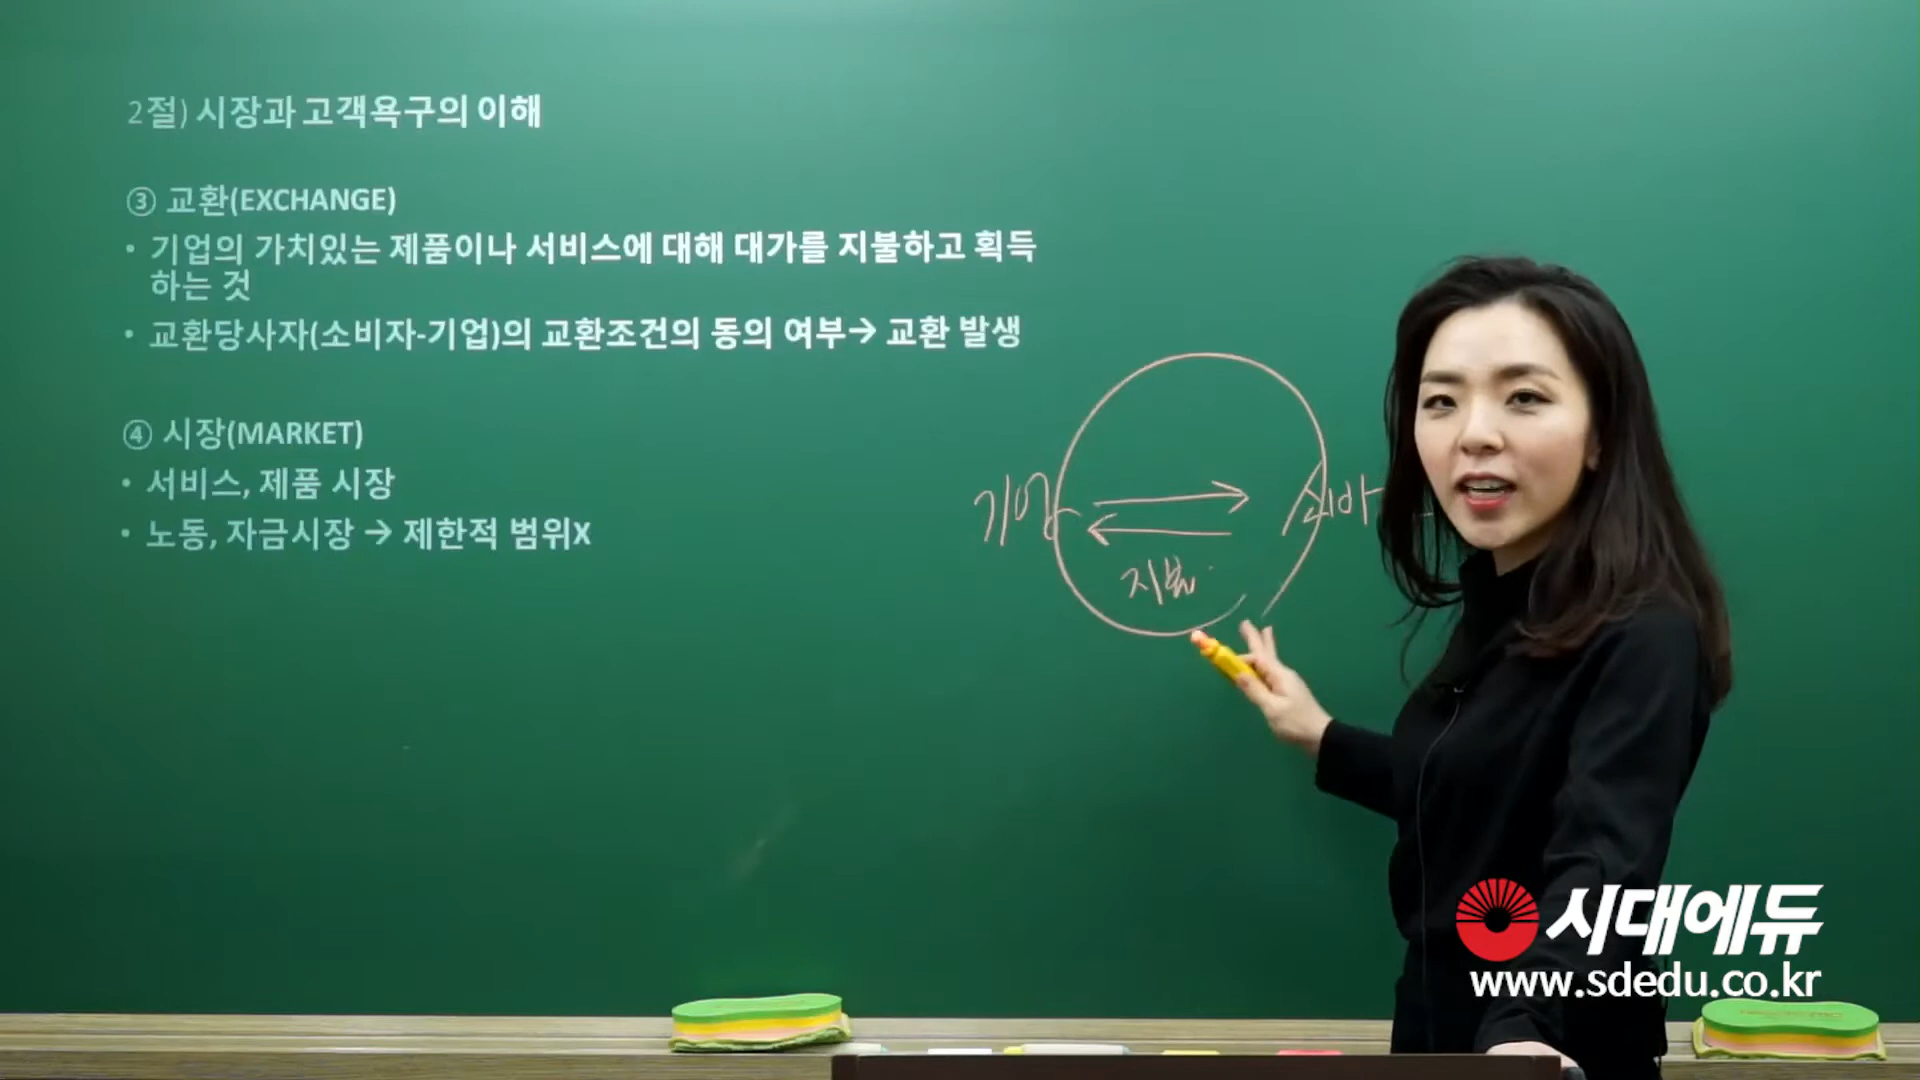 2절) 시장과 고객욕구의 이해
③ 교환(EXCHANGE)
• 기업의 가치있는 제품이나 서비스에 대해 대가를 지불하고 획득
하는 것
• 교환당사자(소비자-기업)의 교환조건의 동의 여부→ 교환 발생
④ 시장(MARKET)
• 서비스, 제품 시장
• 노동, 자금시장 → 제한적 범위X
기업
지불
시대에듀
www.sdedu.co.kr